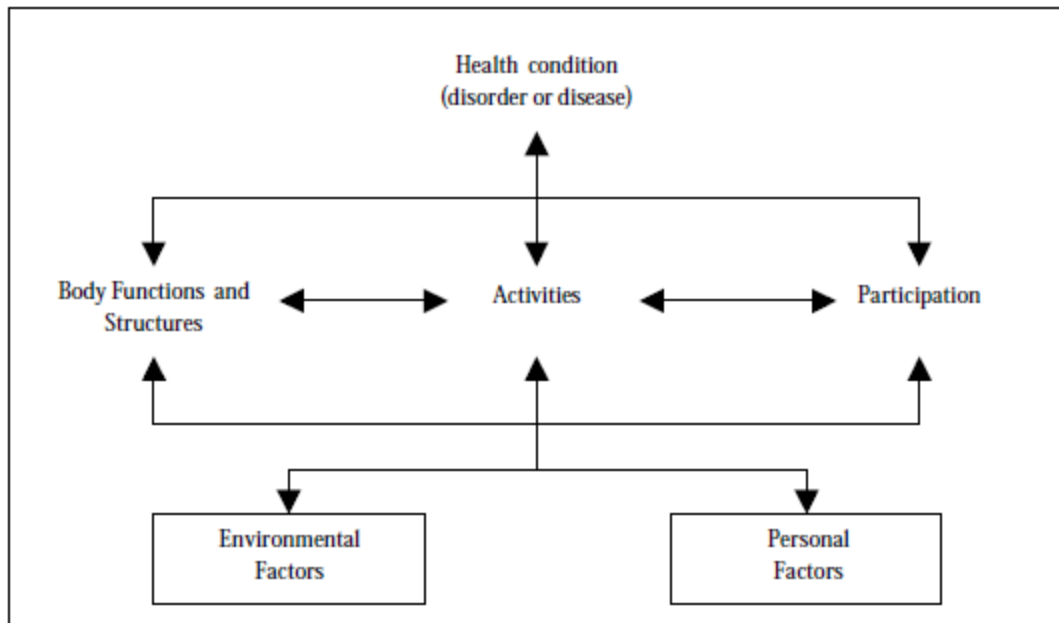 Health condition
(disorder or disease)
Body Functions and
Structures
Activities
Participation
Environmental
Factors
Personal
Factors